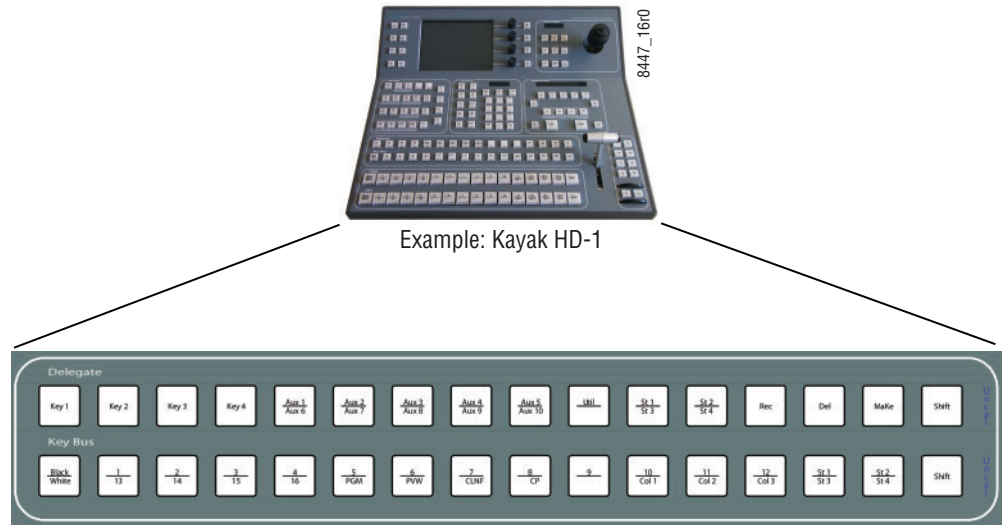 8447_16r0
Example: Kayak HD-1
Delegate
Key 1 Key 2 Key 3 Key 4 Aux 1 Aux 2 Aux 3 Aux 4 Aux 5 Util St 1 St 2 Rec Del MaKe Shift
Aux 6 Aux 7 Aux 8 Aux 9 Aux 10 St 3 St 4
Uncal
Key Bus
Black 1 2 3 4 5 6 7 8 9 10 11 12 St 1 St 2 Shift
White 13 14 15 16 PGM PVW CLNF CP Col 1 Col 2 Col 3 St 3 St 4
Uncal